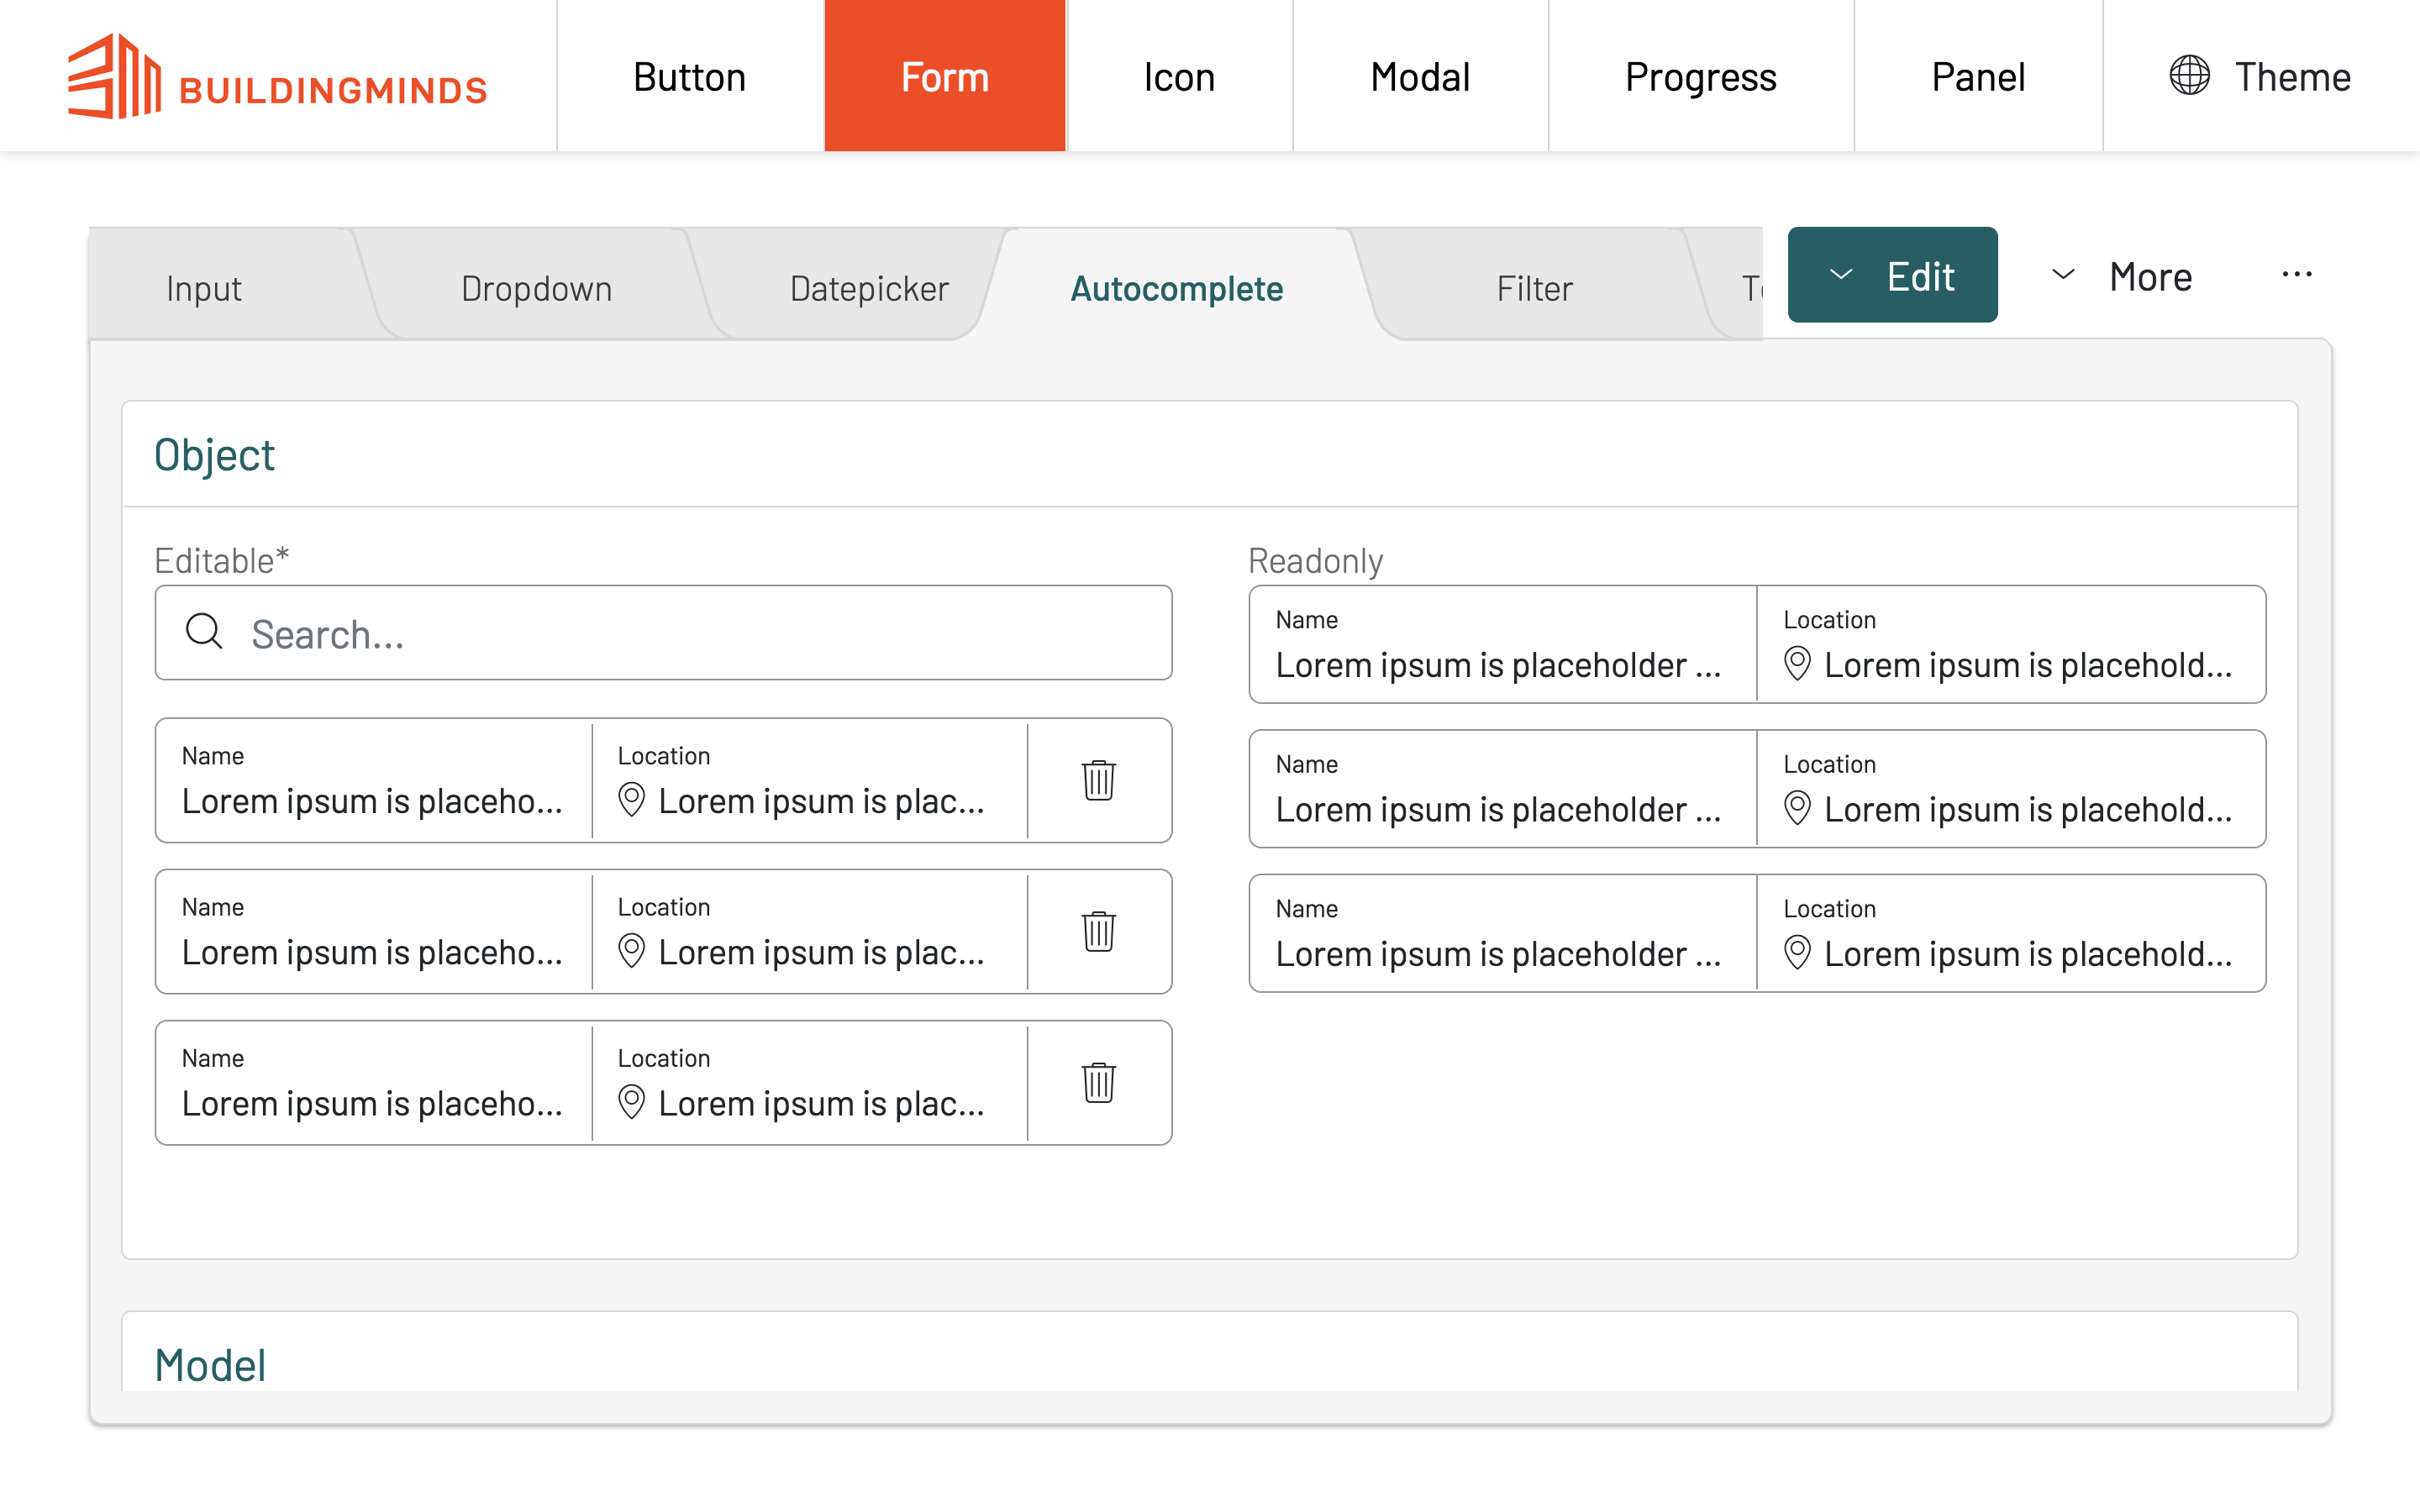 BUILDINGMINDS
Button
Form
Icon
Modal
Progress
Panel
Theme
Input
Dropdown
Datepicker
Autocomplete
Filter
Edit
More
...
Object
Editable*
Search...
Name
Lorem ipsum is placeho...
Location
Lorem ipsum is plac...
Name
Lorem ipsum is placeho...
Location
Lorem ipsum is plac...
Name
Lorem ipsum is placeho...
Location
Lorem ipsum is plac...
Readonly
Name
Lorem ipsum is placeholder ...
Location
Lorem ipsum is placehold...
Name
Lorem ipsum is placeholder ...
Location
Lorem ipsum is placehold...
Name
Lorem ipsum is placeholder ...
Location
Lorem ipsum is placehold...
Model